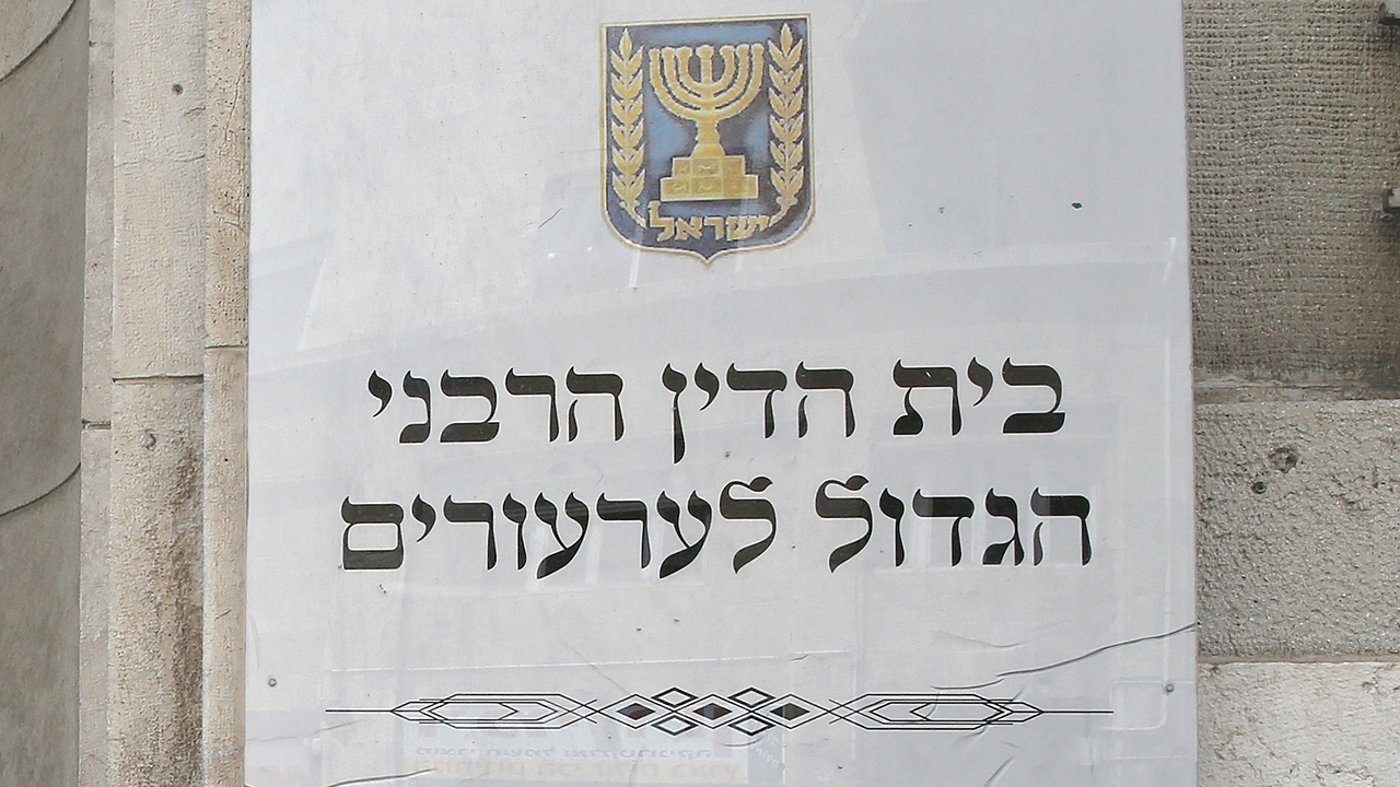 ישראל
בית הדין הרבני
הגדול לערעורים